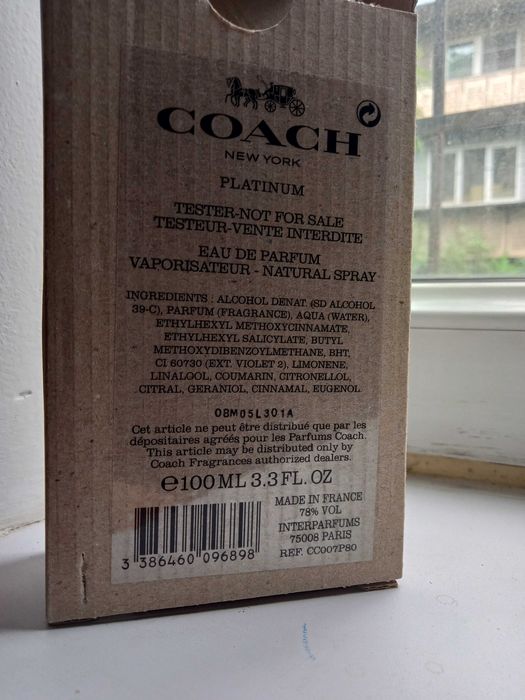 COACH
NEW YORK
PLATINUM
TESTER-NOT FOR SALE
TESTEUR-VENTE INTERDITE
EAU DE PARFUM
VAPORISATEUR - NATURAL SPRAY
INGREDIENTS : ALCOHOL DENAT. (SD ALCOHOL
39-C), PARFUM (FRAGRANCE), AQUA (WATER),
ETHYLHEXYL METHOXYCINNAMATE,
ETHYLHEXYL SALICYLATE, BUTYL
METHOXYDIBENZOYLMETHANE, BHT,
CI 60730 (EXT. VIOLET 2), LIMONENE,
LINALOOL, COUMARIN, CITRONELLOL,
CITRAL, GERANIOL, CINNAMAL, EUGENOL.
08M05L301A
Cet article ne peut être distribué que par les
dépositaires agréés pour les Parfums Coach.
This article may be distributed only by
Coach Fragrances authorized dealers.
℮100 ML 3.3 FL. OZ
MADE IN FRANCE
78% VOL
INTERPARFUMS
75008 PARIS
REF. CC007P80
3 386460 096898